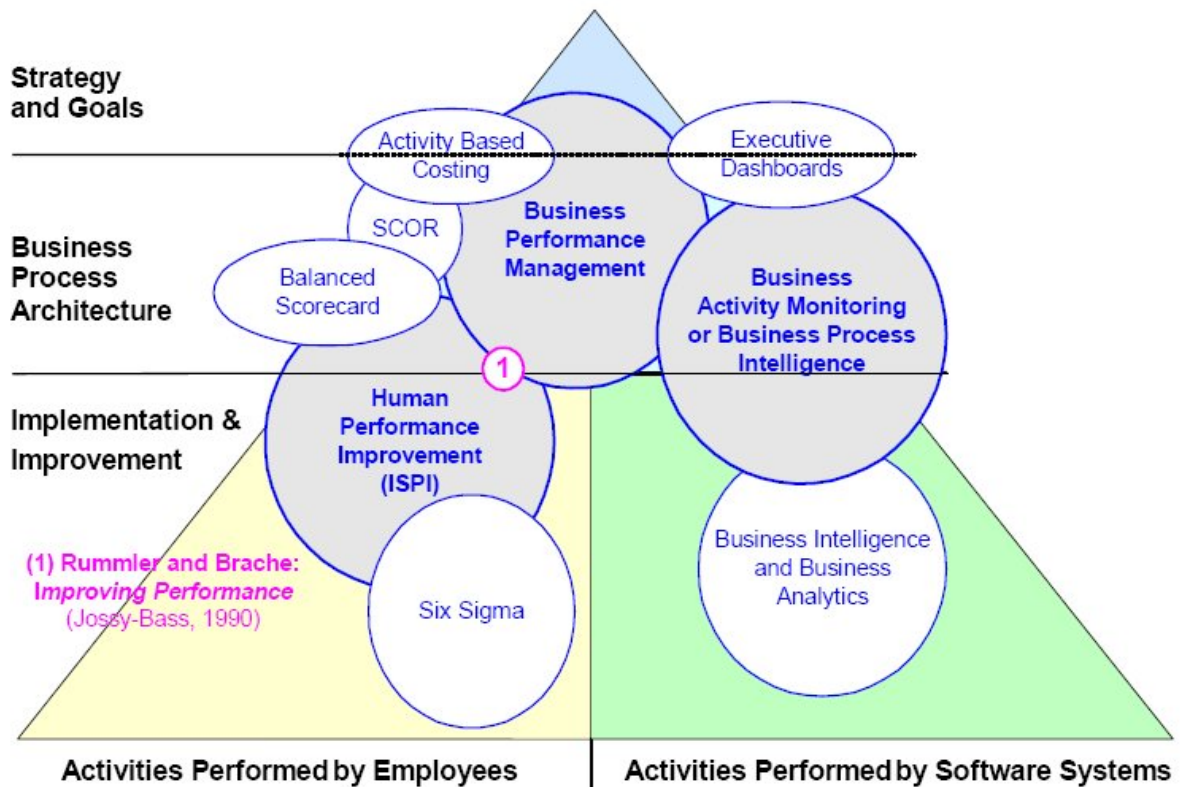 Strategy
and Goals
Activity Based
Costing
Executive
Dashboards
SCOR
Business
Performance
Management
Business
Process
Architecture
Balanced
Scorecard
Business
Activity Monitoring
or Business Process
Intelligence
1
Implementation &
Improvement
Human
Performance
Improvement
(ISPI)
(1) Rummler and Brache:
Improving Performance
(Jossy-Bass, 1990)
Six Sigma
Business Intelligence
and Business
Analytics
Activities Performed by Employees
Activities Performed by Software Systems